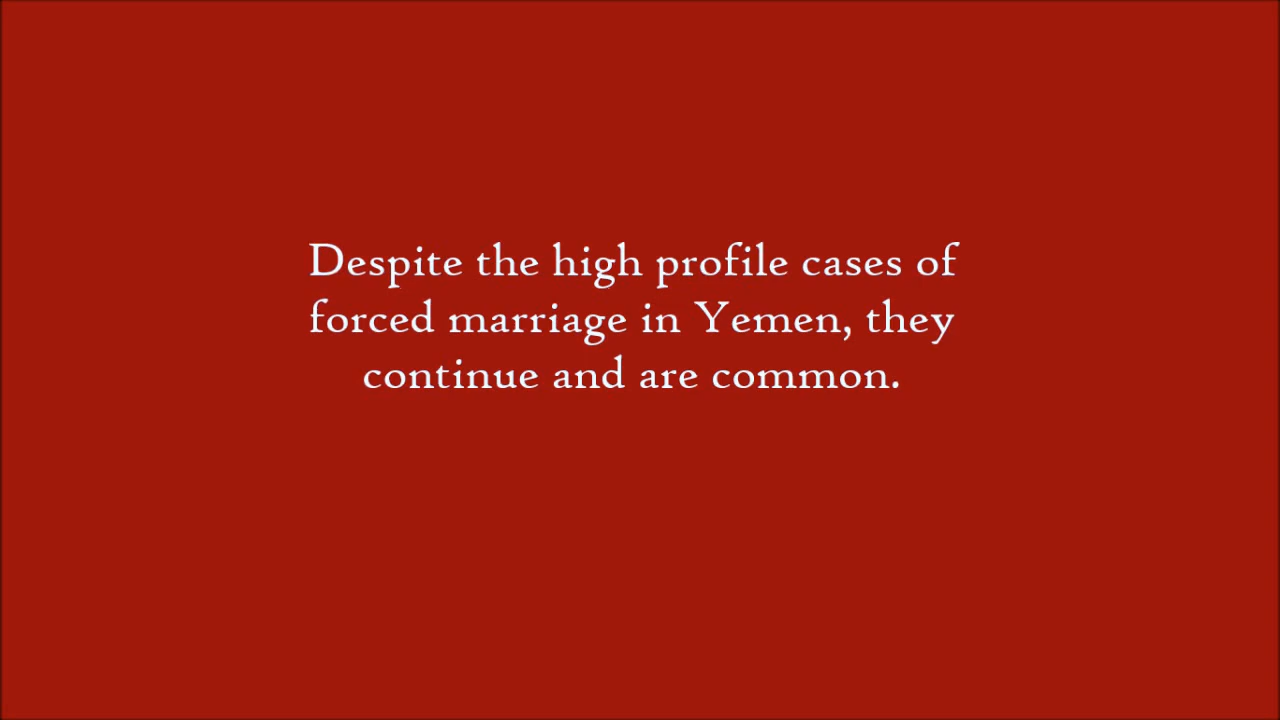 Despite the high profile cases of
forced marriage in Yemen, they
continue and are common.